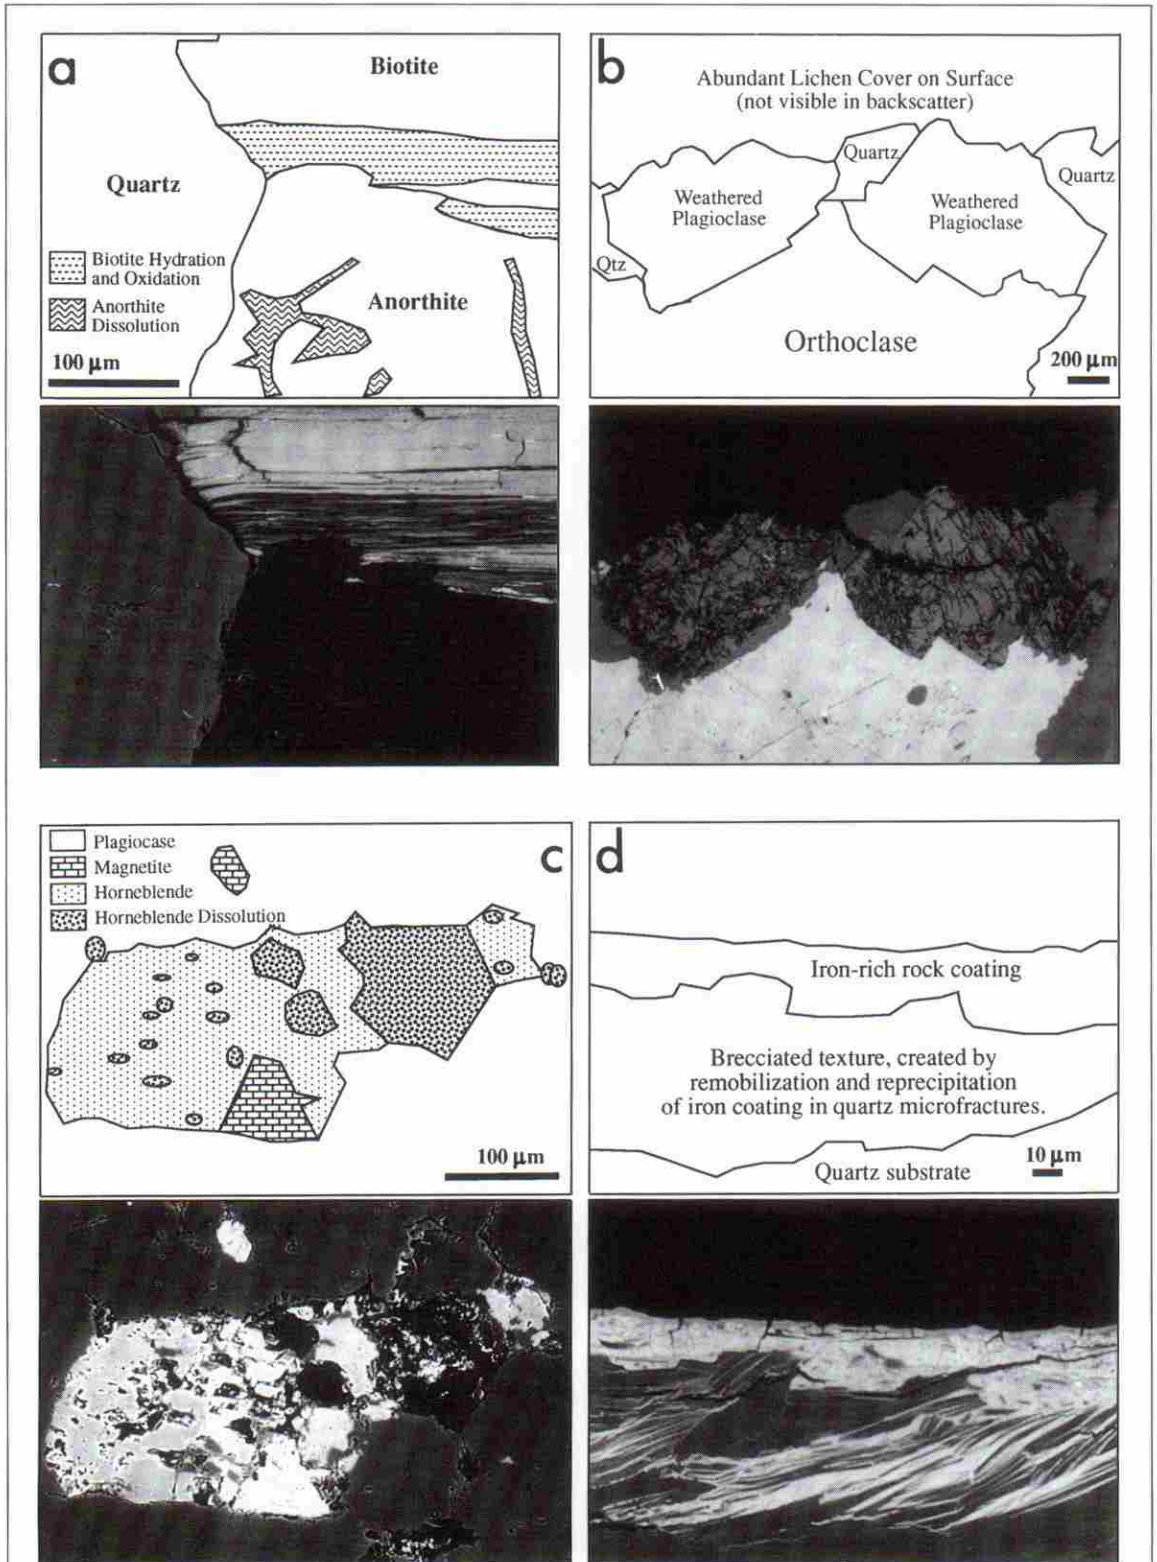 a
Biotite
Quartz
Biotite Hydration
and Oxidation
Anorthite
Anorthite
Dissolution
100 µm
b
Abundant Lichen Cover on Surface
(not visible in backscatter)
Quartz
Quartz
Weathered
Plagioclase
Weathered
Plagioclase
Qtz
Orthoclase
200 µm
c
Plagiocase
Magnetite
Horneblende
Horneblende Dissolution
100 µm
d
Iron-rich rock coating
Brecciated texture, created by
remobilization and reprecipitation
of iron coating in quartz microfractures.
Quartz substrate
10 µm